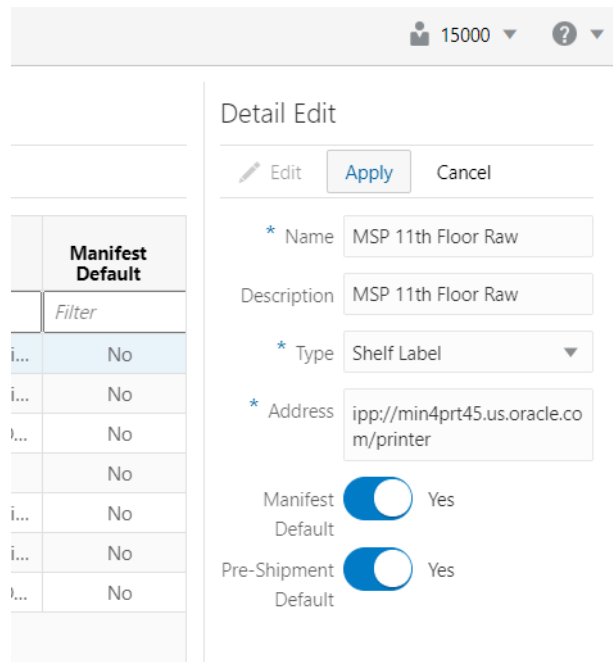 15000
Detail Edit
Edit Apply Cancel
* Name MSP 11th Floor Raw
Description MSP 11th Floor Raw
* Type Shelf Label
* Address ipp://min4prt45.us.oracle.co
m/printer
Manifest
Default
Yes
Pre-Shipment
Default
Yes
Manifest
Default
Filter
i... No
i... No
... No
No
i... No
i... No
... No